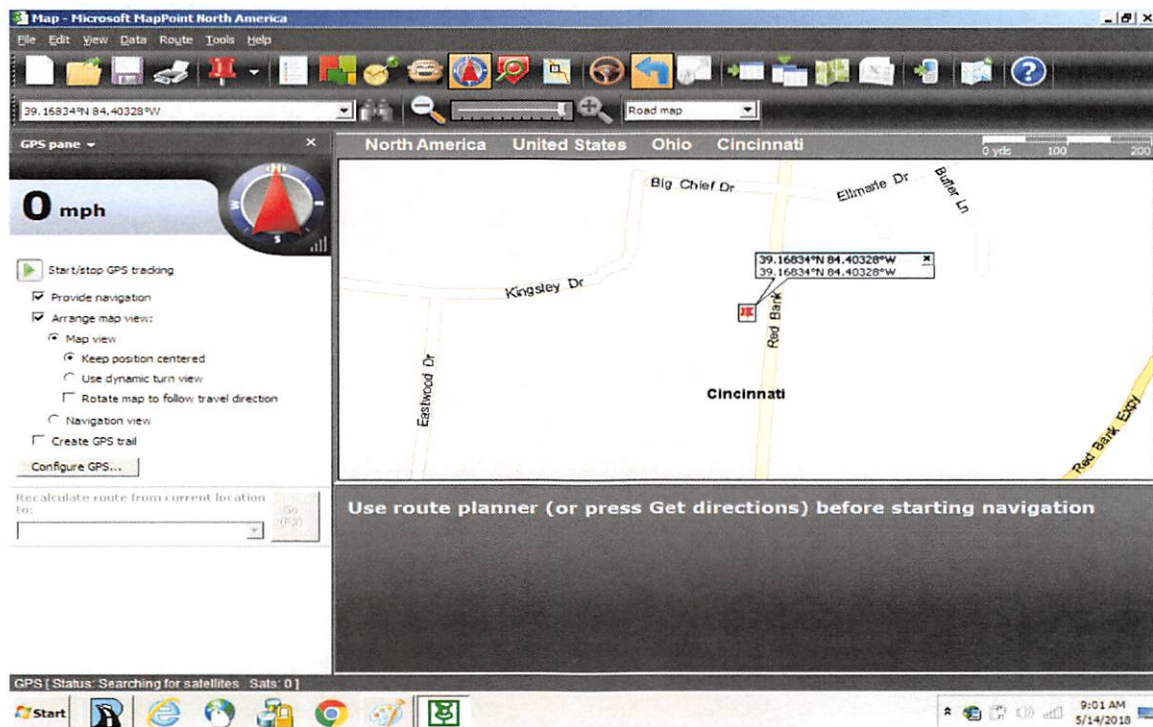 Map - Microsoft MapPoint North America
File Edit View Data Route Tools Help
39.16834°N 84.40328°W
Road map
GPS pane
North America United States Ohio Cincinnati
0 yds 100 200
0 mph
W
S
Start/stop GPS tracking
Provide navigation
Arrange map view:
Map view
Keep position centered
Use dynamic turn view
Rotate map to follow travel direction
Navigation view
Create GPS trail
Configure GPS...
Recalculate route from current location to:
Go
(F3)
Big Chief Dr
Ellmarie Dr
Butler Ln
39.16834°N 84.40328°W
39.16834°N 84.40328°W
Kingsley Dr
Red Bank
Eastwood Dr
Cincinnati
Red Bank Expy
Use route planner (or press Get directions) before starting navigation
GPS [ Status: Searching for satellites Sats: 0 ]
Start
9:01 AM
5/14/2018